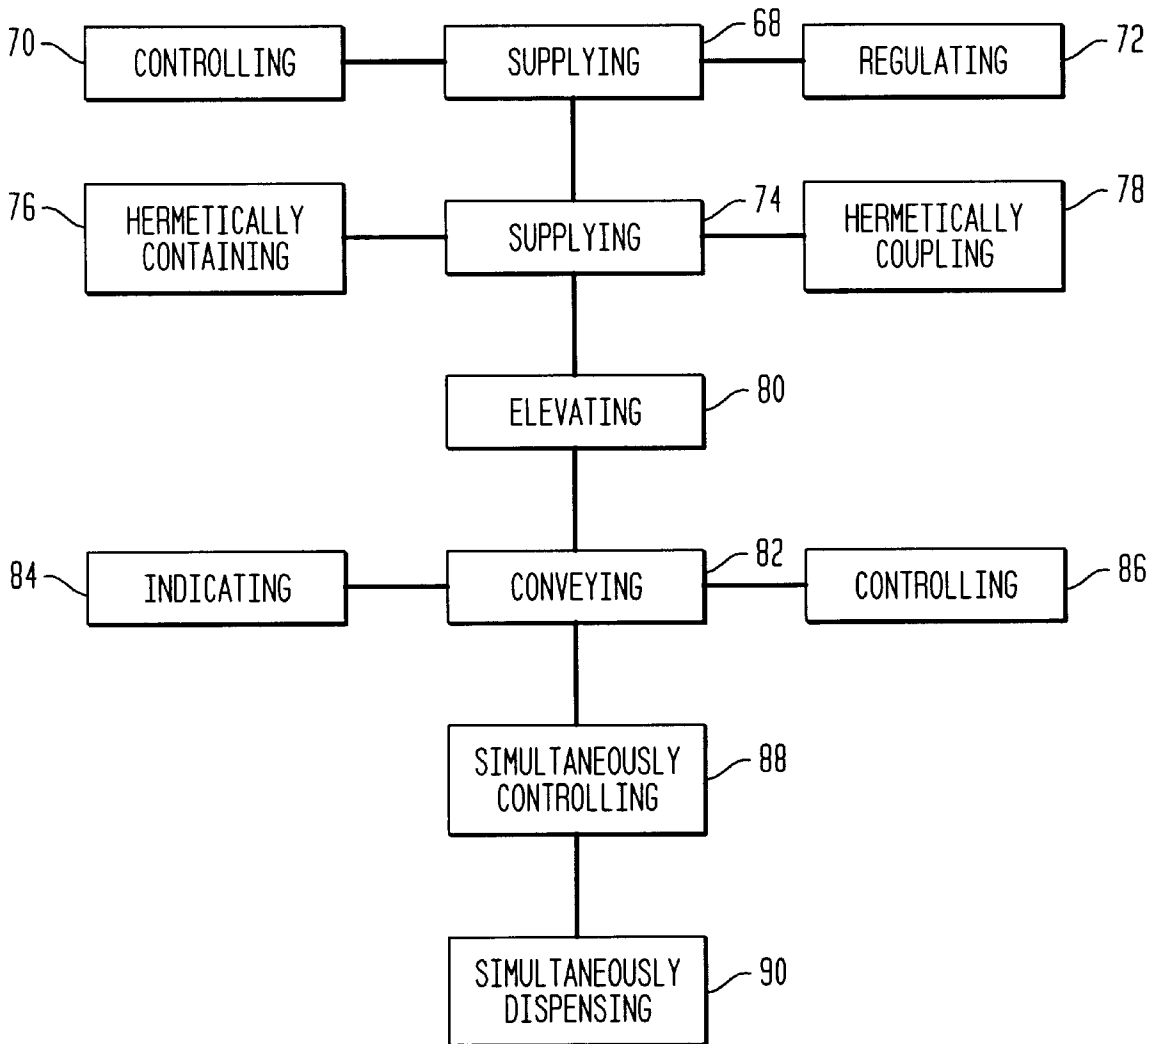 68
70 CONTROLLING SUPPLYING REGULATING 72
76 HERMETICALLY CONTAINING 74 SUPPLYING HERMETICALLY COUPLING 78
ELEVATING 80
84 INDICATING CONVEYING 82 CONTROLLING 86
SIMULTANEOUSLY
CONTROLLING
88
SIMULTANEOUSLY
DISPENSING
90